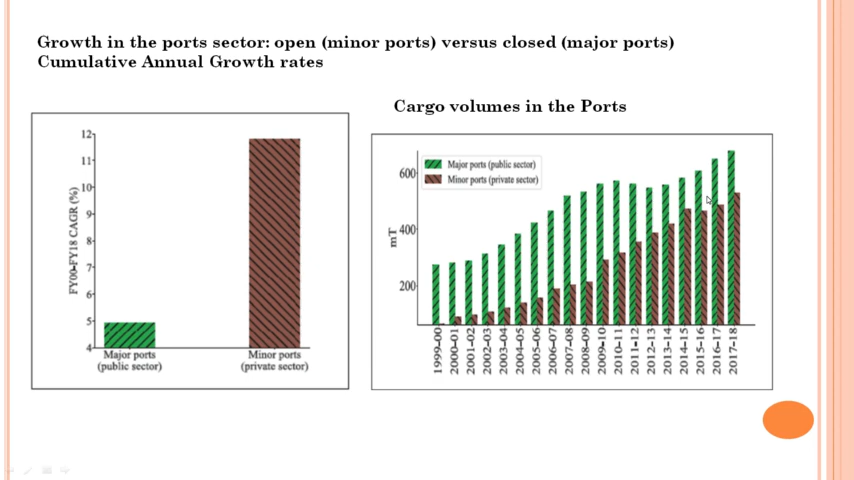 Growth in the ports sector: open (minor ports) versus closed (major ports)
Cumulative Annual Growth rates
Cargo volumes in the Ports
FY00-FY18 CAGR (%)
12
11
10
9
8
7
6
5
4
Major ports
(public sector)
Minor ports
(private sector)
mT
600
400
200
Major ports (public sector)
Minor ports (private sector)
1999-00
2000-01
2001-02
2002-03
2003-04
2004-05
2005-06
2006-07
2007-08
2008-09
2009-10
2010-11
2011-12
2012-13
2013-14
2014-15
2015-16
2016-17
2017-18